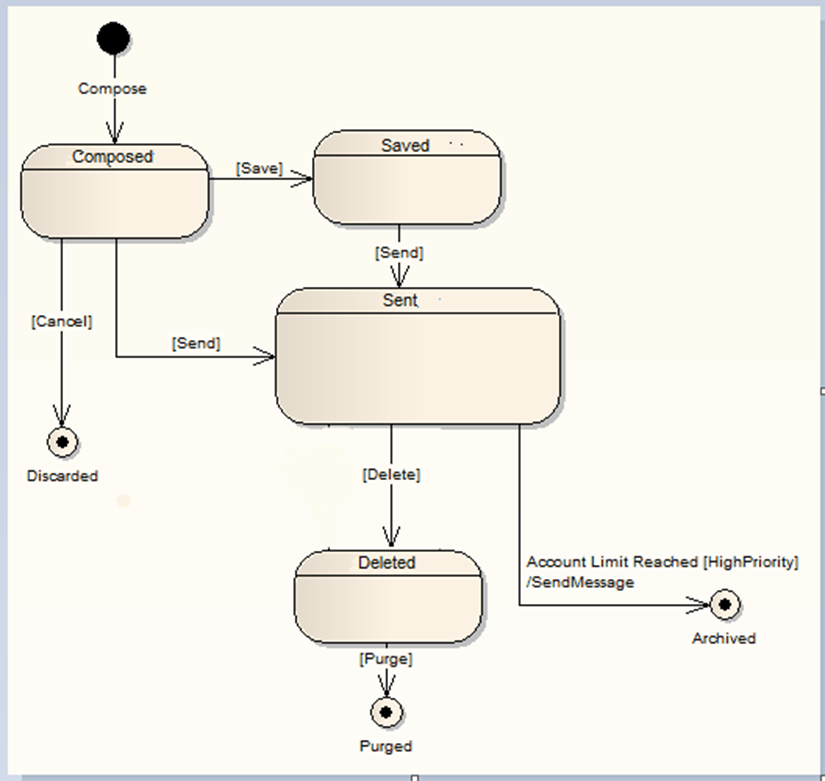 Compose
Composed
[Save]
Saved
[Send]
Sent
[Cancel]
[Send]
Discarded
[Delete]
Deleted
Account Limit Reached [HighPriority]
/SendMessage
Archived
[Purge]
Purged